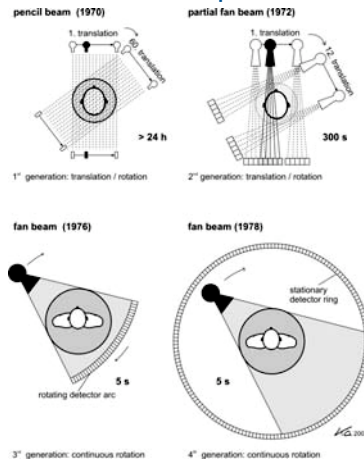 pencil beam (1970)
1. translation
60. translation
> 24 h
1st generation: translation / rotation
partial fan beam (1972)
1. translation
12. translation
300 s
2nd generation: translation / rotation
fan beam (1976)
rotating detector arc
5 s
3rd generation: continuous rotation
fan beam (1978)
stationary
detector ring
5 s
4th generation: continuous rotation